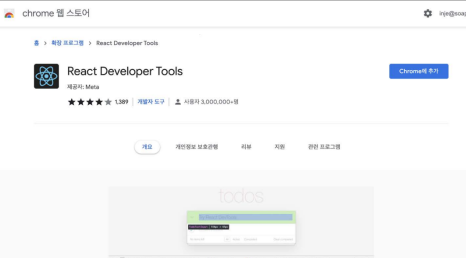 chrome 웹 스토어
inje@soap
홈 > 확장 프로그램 > React Developer Tools
React Developer Tools
Chrome에 추가
제공자: Meta
1,389 | 개발자 도구 | 사용자 3,000,000+명
개요 개인정보 보호관행 리뷰 지원 관련 프로그램
todos